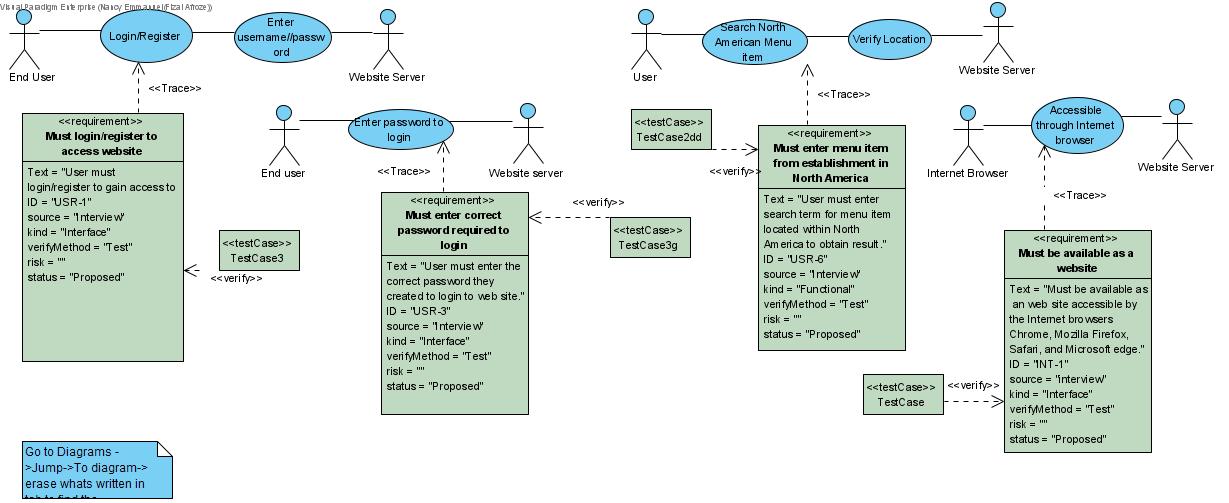 Visual Paradigm Enterprise (Nancy Emmanuel(Fizal Afroze))
End User
Login/Register
Enter
username//passw
ord
Website Server
<<Trace>>
<<requirement>>
Must login/register to
access website
Text = "User must
login/register to gain access to
ID = "USR-1"
source = "Interview"
kind = "Interface"
verifyMethod = "Test"
risk = ""
status = "Proposed"
<<testCase>>
TestCase3
<<verify>>
End user
Enter password to
login
Website server
<<Trace>>
<<requirement>>
Must enter correct
password required to
login
Text = "User must enter the
correct password they
created to login to web site."
ID = "USR-3"
source = "Interview"
kind = "Interface"
verifyMethod = "Test"
risk = ""
status = "Proposed"
<<verify>>
<<testCase>>
TestCase3g
User
Search North
American Menu
item
Verify Location
Website Server
<<Trace>>
<<testCase>>
TestCase2dd
<<verify>>
<<requirement>>
Must enter menu item
from establishment in
North America
Text = "User must enter
search term for menu item
located within North
America to obtain result."
ID = "USR-6"
source = "Interview"
kind = "Functional"
verifyMethod = "Test"
risk = ""
status = "Proposed"
Internet Browser
Accessible
through Internet
browser
Website Server
<<Trace>>
<<requirement>>
Must be available as a
website
Text = "Must be available as
an web site accessible by
the Internet browsers
Chrome, Mozilla Firefox,
Safari, and Microsoft edge."
ID = "INT-1"
source = "interview"
kind = "Interface"
verifyMethod = "Test"
risk = ""
status = "Proposed"
<<testCase>>
TestCase
<<verify>>
Go to Diagrams -
>Jump->To diagram->
erase whats written in
tab to find the